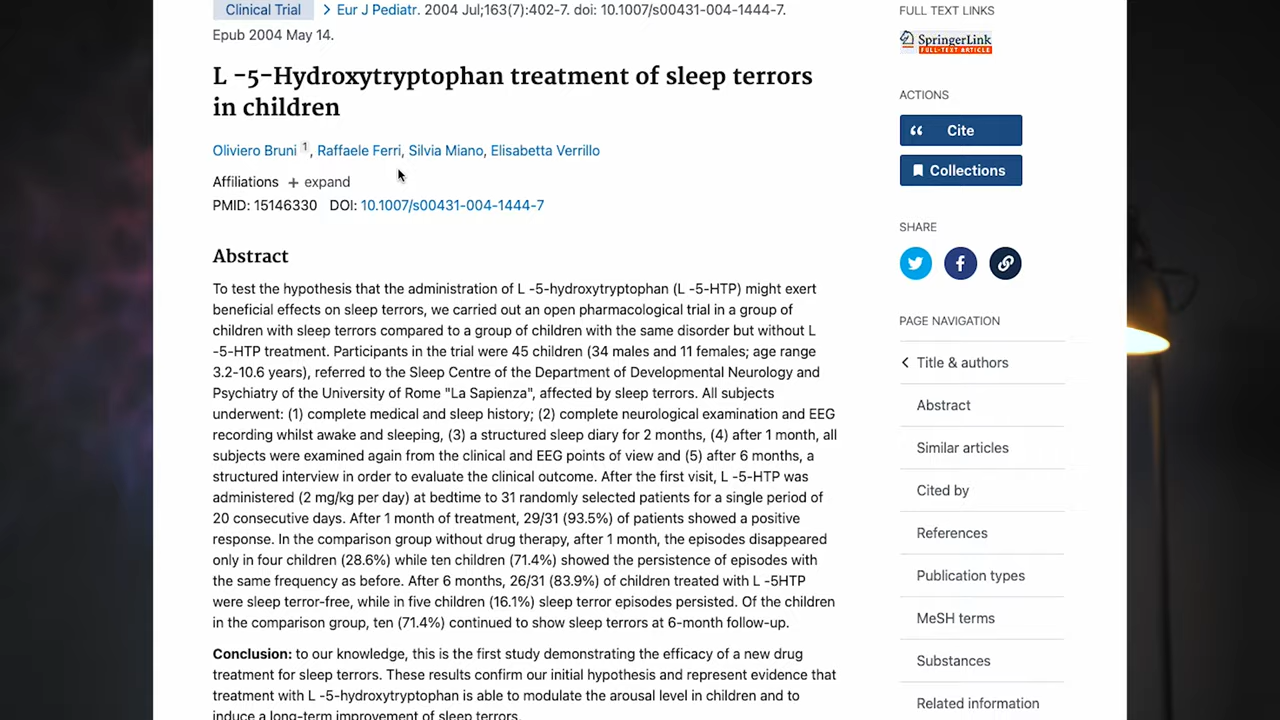 Clinical Trial > Eur J Pediatr. 2004 Jul;163(7):402-7. doi: 10.1007/s00431-004-1444-7.
Epub 2004 May 14.
L -5-Hydroxytryptophan treatment of sleep terrors
in children
Oliviero Bruni 1, Raffaele Ferri, Silvia Miano, Elisabetta Verrillo
Affiliations + expand
PMID: 15146330 DOI: 10.1007/s00431-004-1444-7
Abstract
To test the hypothesis that the administration of L -5-hydroxytryptophan (L -5-HTP) might exert
beneficial effects on sleep terrors, we carried out an open pharmacological trial in a group of
children with sleep terrors compared to a group of children with the same disorder but without L
-5-HTP treatment. Participants in the trial were 45 children (34 males and 11 females; age range
3.2-10.6 years), referred to the Sleep Centre of the Department of Developmental Neurology and
Psychiatry of the University of Rome "La Sapienza", affected by sleep terrors. All subjects
underwent: (1) complete medical and sleep history; (2) complete neurological examination and EEG
recording whilst awake and sleeping, (3) a structured sleep diary for 2 months, (4) after 1 month, all
subjects were examined again from the clinical and EEG points of view and (5) after 6 months, a
structured interview in order to evaluate the clinical outcome. After the first visit, L -5-HTP was
administered (2 mg/kg per day) at bedtime to 31 randomly selected patients for a single period of
20 consecutive days. After 1 month of treatment, 29/31 (93.5%) of patients showed a positive
response. In the comparison group without drug therapy, after 1 month, the episodes disappeared
only in four children (28.6%) while ten children (71.4%) showed the persistence of episodes with
the same frequency as before. After 6 months, 26/31 (83.9%) of children treated with L -5HTP
were sleep terror-free, while in five children (16.1%) sleep terror episodes persisted. Of the children
in the comparison group, ten (71.4%) continued to show sleep terrors at 6-month follow-up.
Conclusion: to our knowledge, this is the first study demonstrating the efficacy of a new drug
treatment for sleep terrors. These results confirm our initial hypothesis and represent evidence that
treatment with L -5-hydroxytryptophan is able to modulate the arousal level in children and to
induce a long-term improvement of sleep terrors.
FULL TEXT LINKS
SpringerLink
FULL-TEXT ARTICLE
ACTIONS
Cite
Collections
SHARE
PAGE NAVIGATION
Title & authors
Abstract
Similar articles
Cited by
References
Publication types
MeSH terms
Substances
Related information